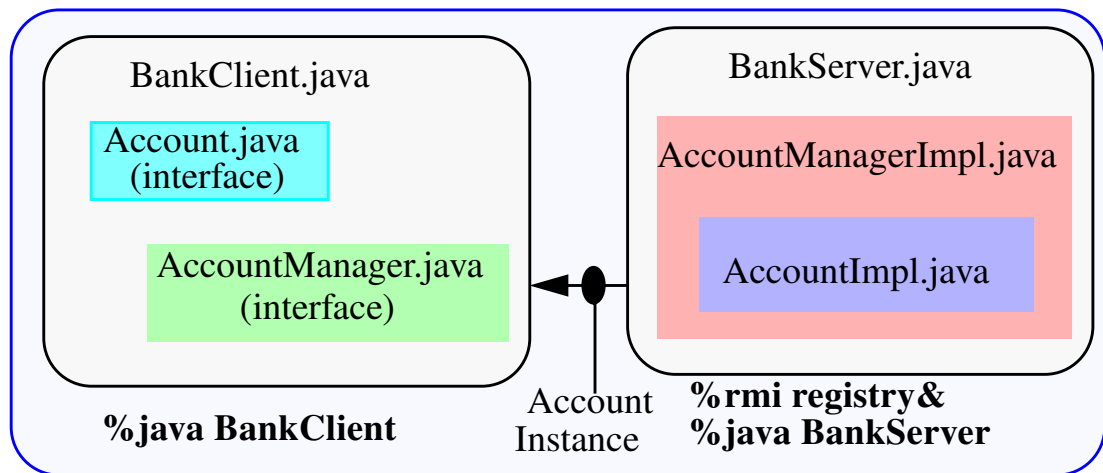 BankClient.java
Account.java
(interface)
AccountManager.java
(interface)
%java BankClient
Account
Instance
BankServer.java
AccountManagerImpl.java
AccountImpl.java
%rmi registry&
%java BankServer